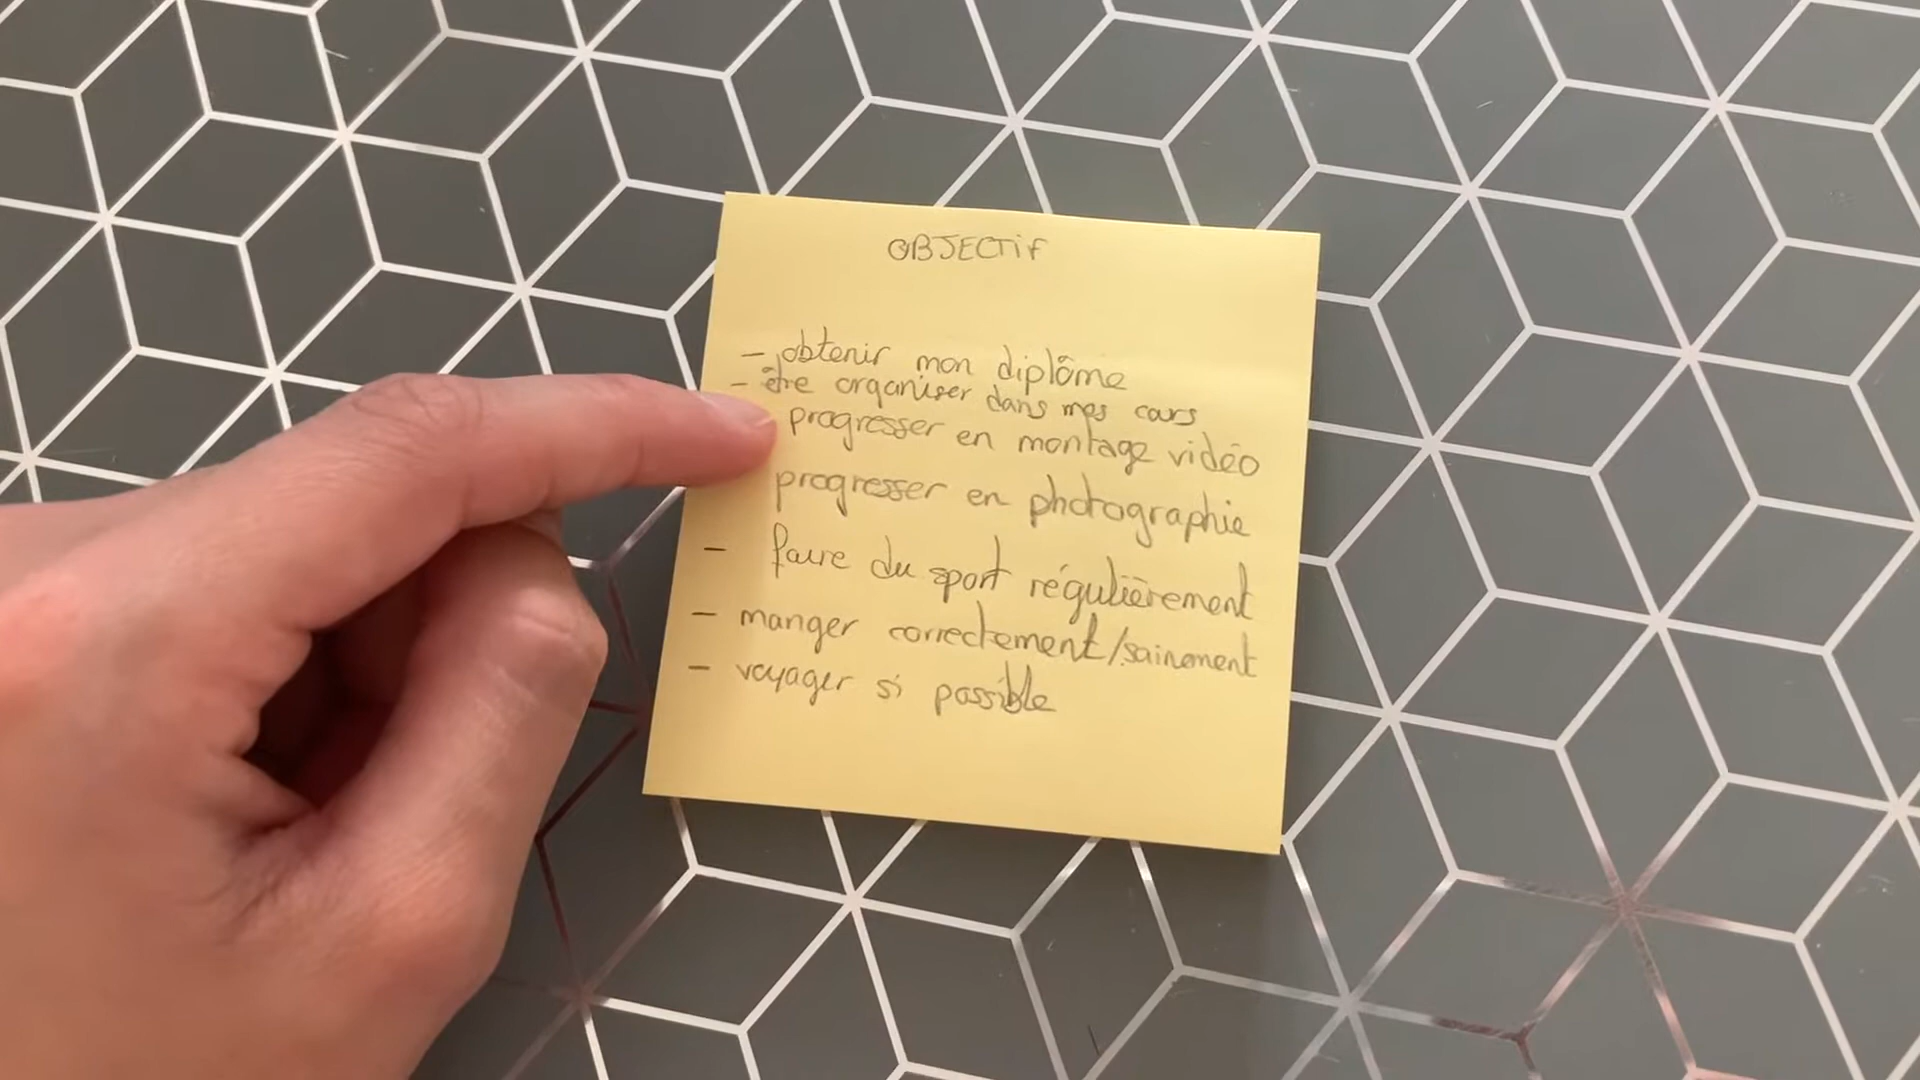 OBJECTIF
- obtenir mon diplôme
- être organiser dans mes cours
progresser en montage vidéo
progresser en photographie
- faire du sport régulièrement
- manger correctement/sainement
- voyager si possible